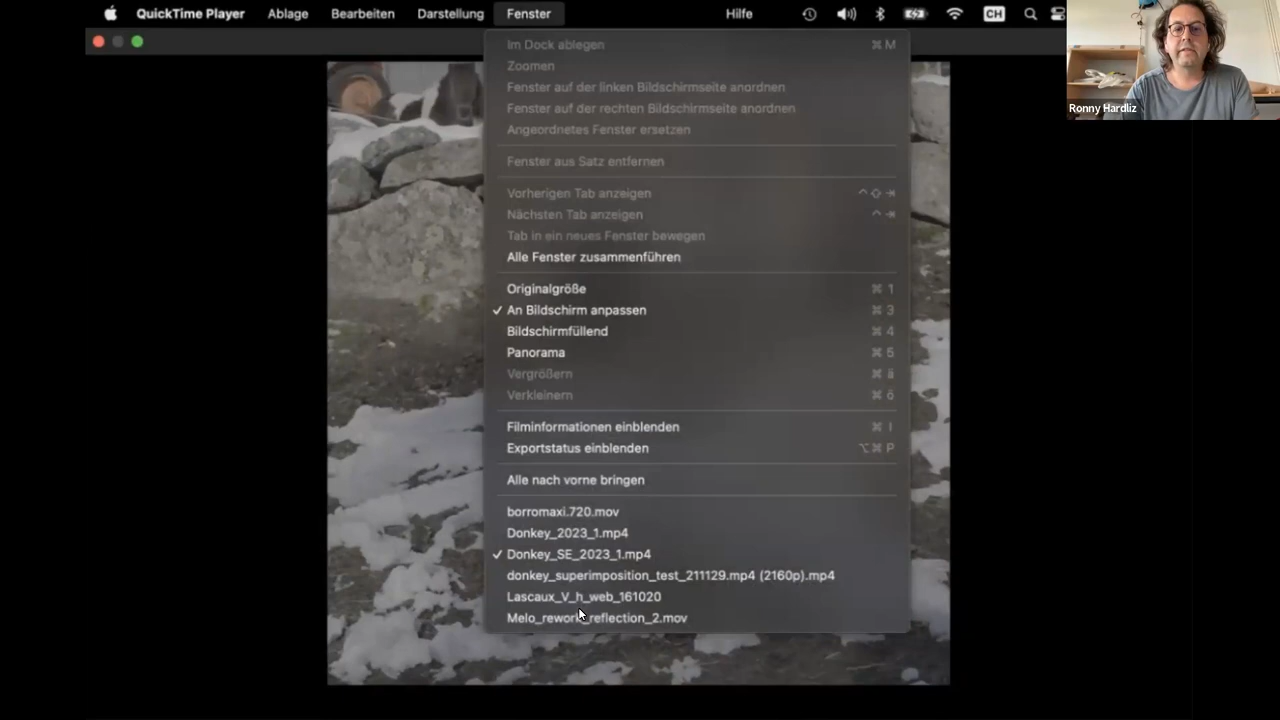 QuickTime Player Ablage Bearbeiten Darstellung Fenster Hilfe CH
Ronny Hardliz
Im Dock ablegen ⌘ M
Zoomen
Fenster auf der linken Bildschirmseite anordnen
Fenster auf der rechten Bildschirmseite anordnen
Angeordnetes Fenster ersetzen
Fenster aus Satz entfernen
Vorherigen Tab anzeigen ^⇧⇥
Nächsten Tab anzeigen ^⇥
Tab in ein neues Fenster bewegen
Alle Fenster zusammenführen
Originalgröße ⌘ 1
✓ An Bildschirm anpassen ⌘ 3
Bildschirmfüllend ⌘ 4
Panorama ⌘ 5
Vergrößern ⌘ ä
Verkleinern ⌘ ö
Filminformationen einblenden ⌘ I
Exportstatus einblenden ⌥⌘ P
Alle nach vorne bringen
borromaxi.720.mov
Donkey_2023_1.mp4
✓ Donkey_SE_2023_1.mp4
donkey_superimposition_test_211129.mp4 (2160p).mp4
Lascaux_V_h_web_161020
Melo_rework_reflection_2.mov